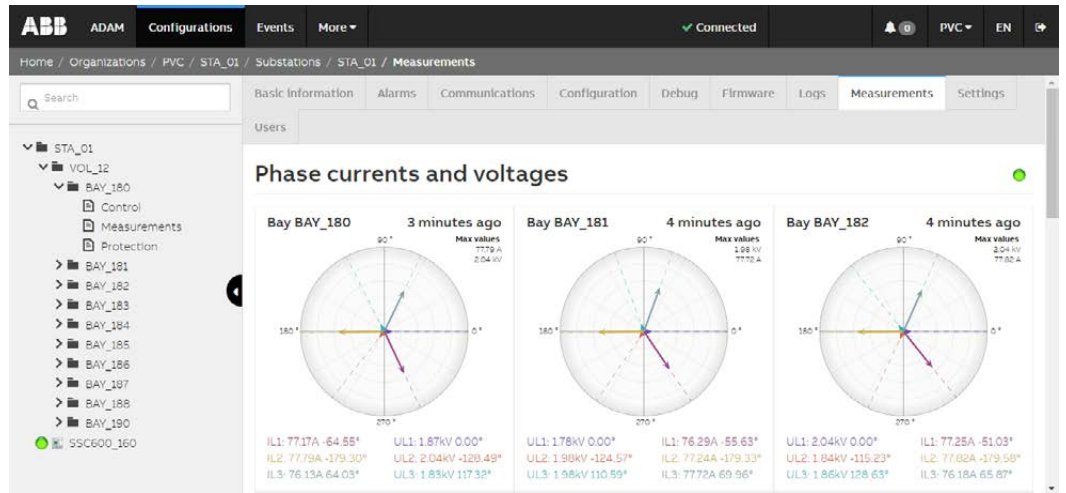 ABB ADAM Configurations Events More Connected 0 PVC EN
Home / Organizations / PVC / STA_01 / Substations / STA_01 / Measurements
Search
STA_01
VOL_12
BAY_180
Control
Measurements
Protection
BAY_181
BAY_182
BAY_183
BAY_184
BAY_185
BAY_186
BAY_187
BAY_188
BAY_190
SSC600_160
Basic Information Alarms Communications Configuration Debug Firmware Logs Measurements Settings
Users
Phase currents and voltages
Bay BAY_180 3 minutes ago
Max values
77.79 A
2.04 kV
90°
180°
0°
270°
IL1: 77.17A -64.55° UL1: 1.87kV 0.00°
IL2: 77.79A -179.30° UL2: 2.04kV -128.49°
IL3: 76.13A 64.03° UL3: 1.83kV 117.32°
Bay BAY_181 4 minutes ago
Max values
1.98 kV
77.72 A
90°
180°
0°
270°
UL1: 1.78kV 0.00° IL1: 76.29A -55.63°
UL2: 1.98kV -124.57° IL2: 77.24A -179.33°
UL3: 1.98kV 110.59° IL3: 77.72A 69.96°
Bay BAY_182 4 minutes ago
Max values
2.04 kV
77.82 A
90°
180°
0°
270°
UL1: 2.04kV 0.00° IL1: 77.25A -51.03°
UL2: 1.84kV -115.23° IL2: 77.82A -179.58°
UL3: 1.86kV 128.63° IL3: 76.18A 65.87°